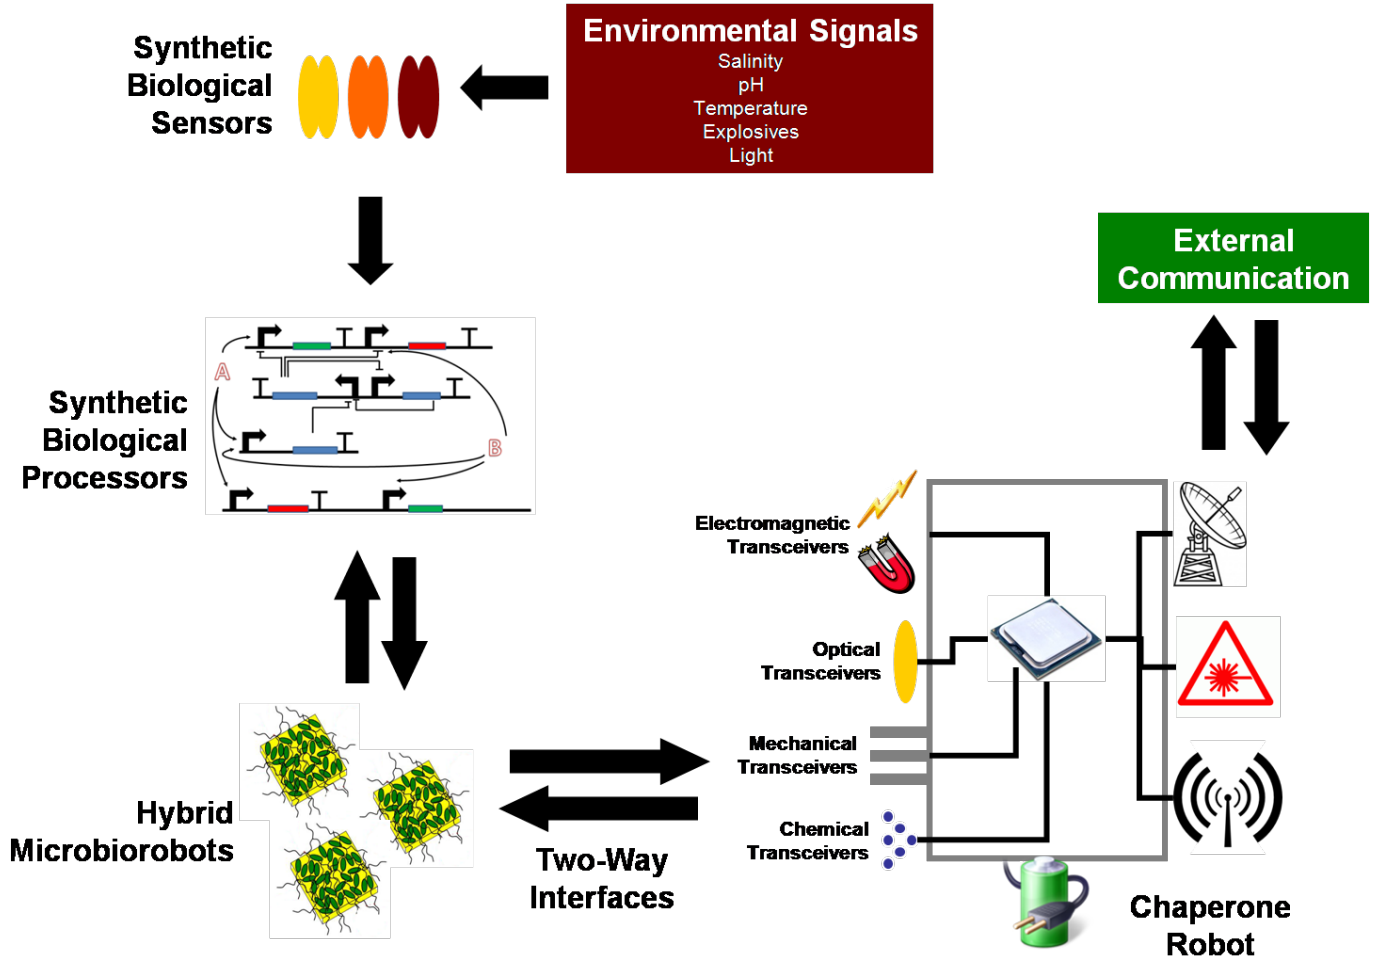 Synthetic
Biological
Sensors
Environmental Signals
Salinity
pH
Temperature
Explosives
Light
External
Communication
A
B
Synthetic
Biological
Processors
Electromagnetic
Transceivers
Optical
Transceivers
Mechanical
Transceivers
Chemical
Transceivers
Hybrid
Microbiorobots
Two-Way
Interfaces
Chaperone
Robot